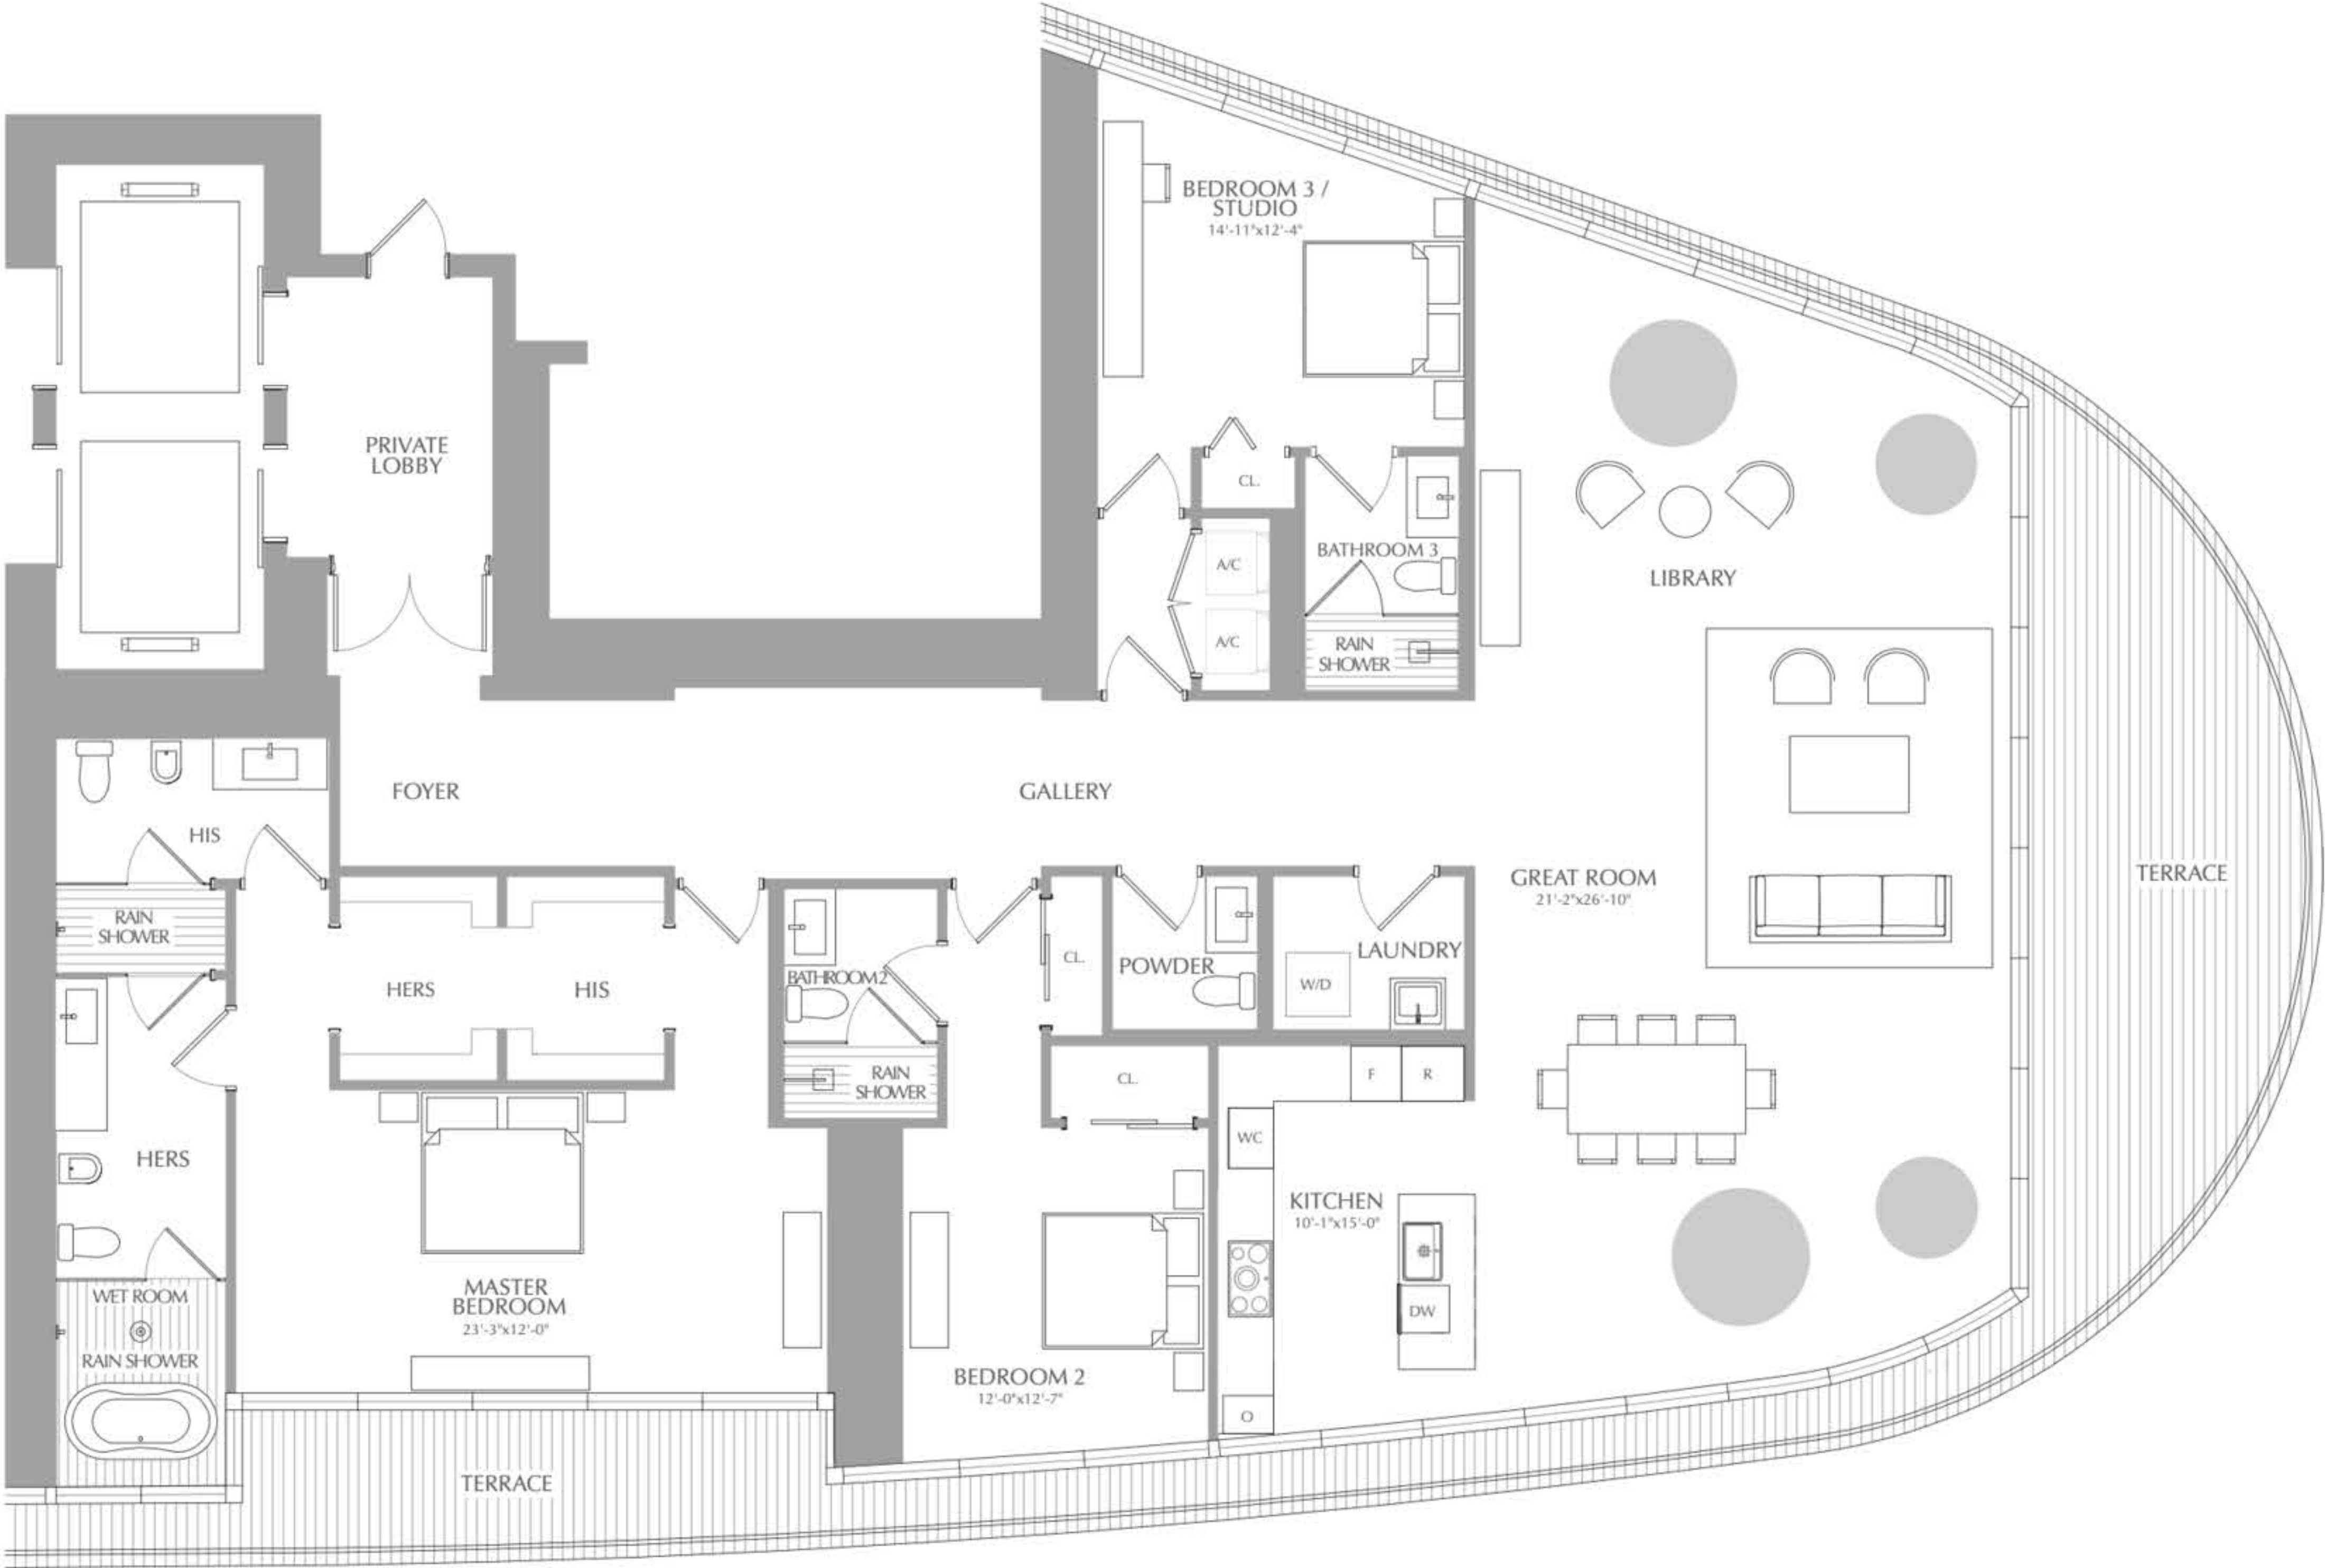 BEDROOM 3 /
STUDIO
14'-11"x12'-4"
PRIVATE
LOBBY
CL.
A/C
A/C
BATHROOM 3
RAIN
SHOWER
LIBRARY
FOYER
GALLERY
HIS
RAIN
SHOWER
HERS
HIS
BATHROOM2
RAIN
SHOWER
CL.
POWDER
LAUNDRY
W/D
GREAT ROOM
21'-2"x26'-10"
TERRACE
CL.
F
R
WC
HERS
KITCHEN
10'-1"x15'-0"
DW
O
WET ROOM
RAIN SHOWER
MASTER
BEDROOM
23'-3"x12'-0"
BEDROOM 2
12'-0"x12'-7"
TERRACE